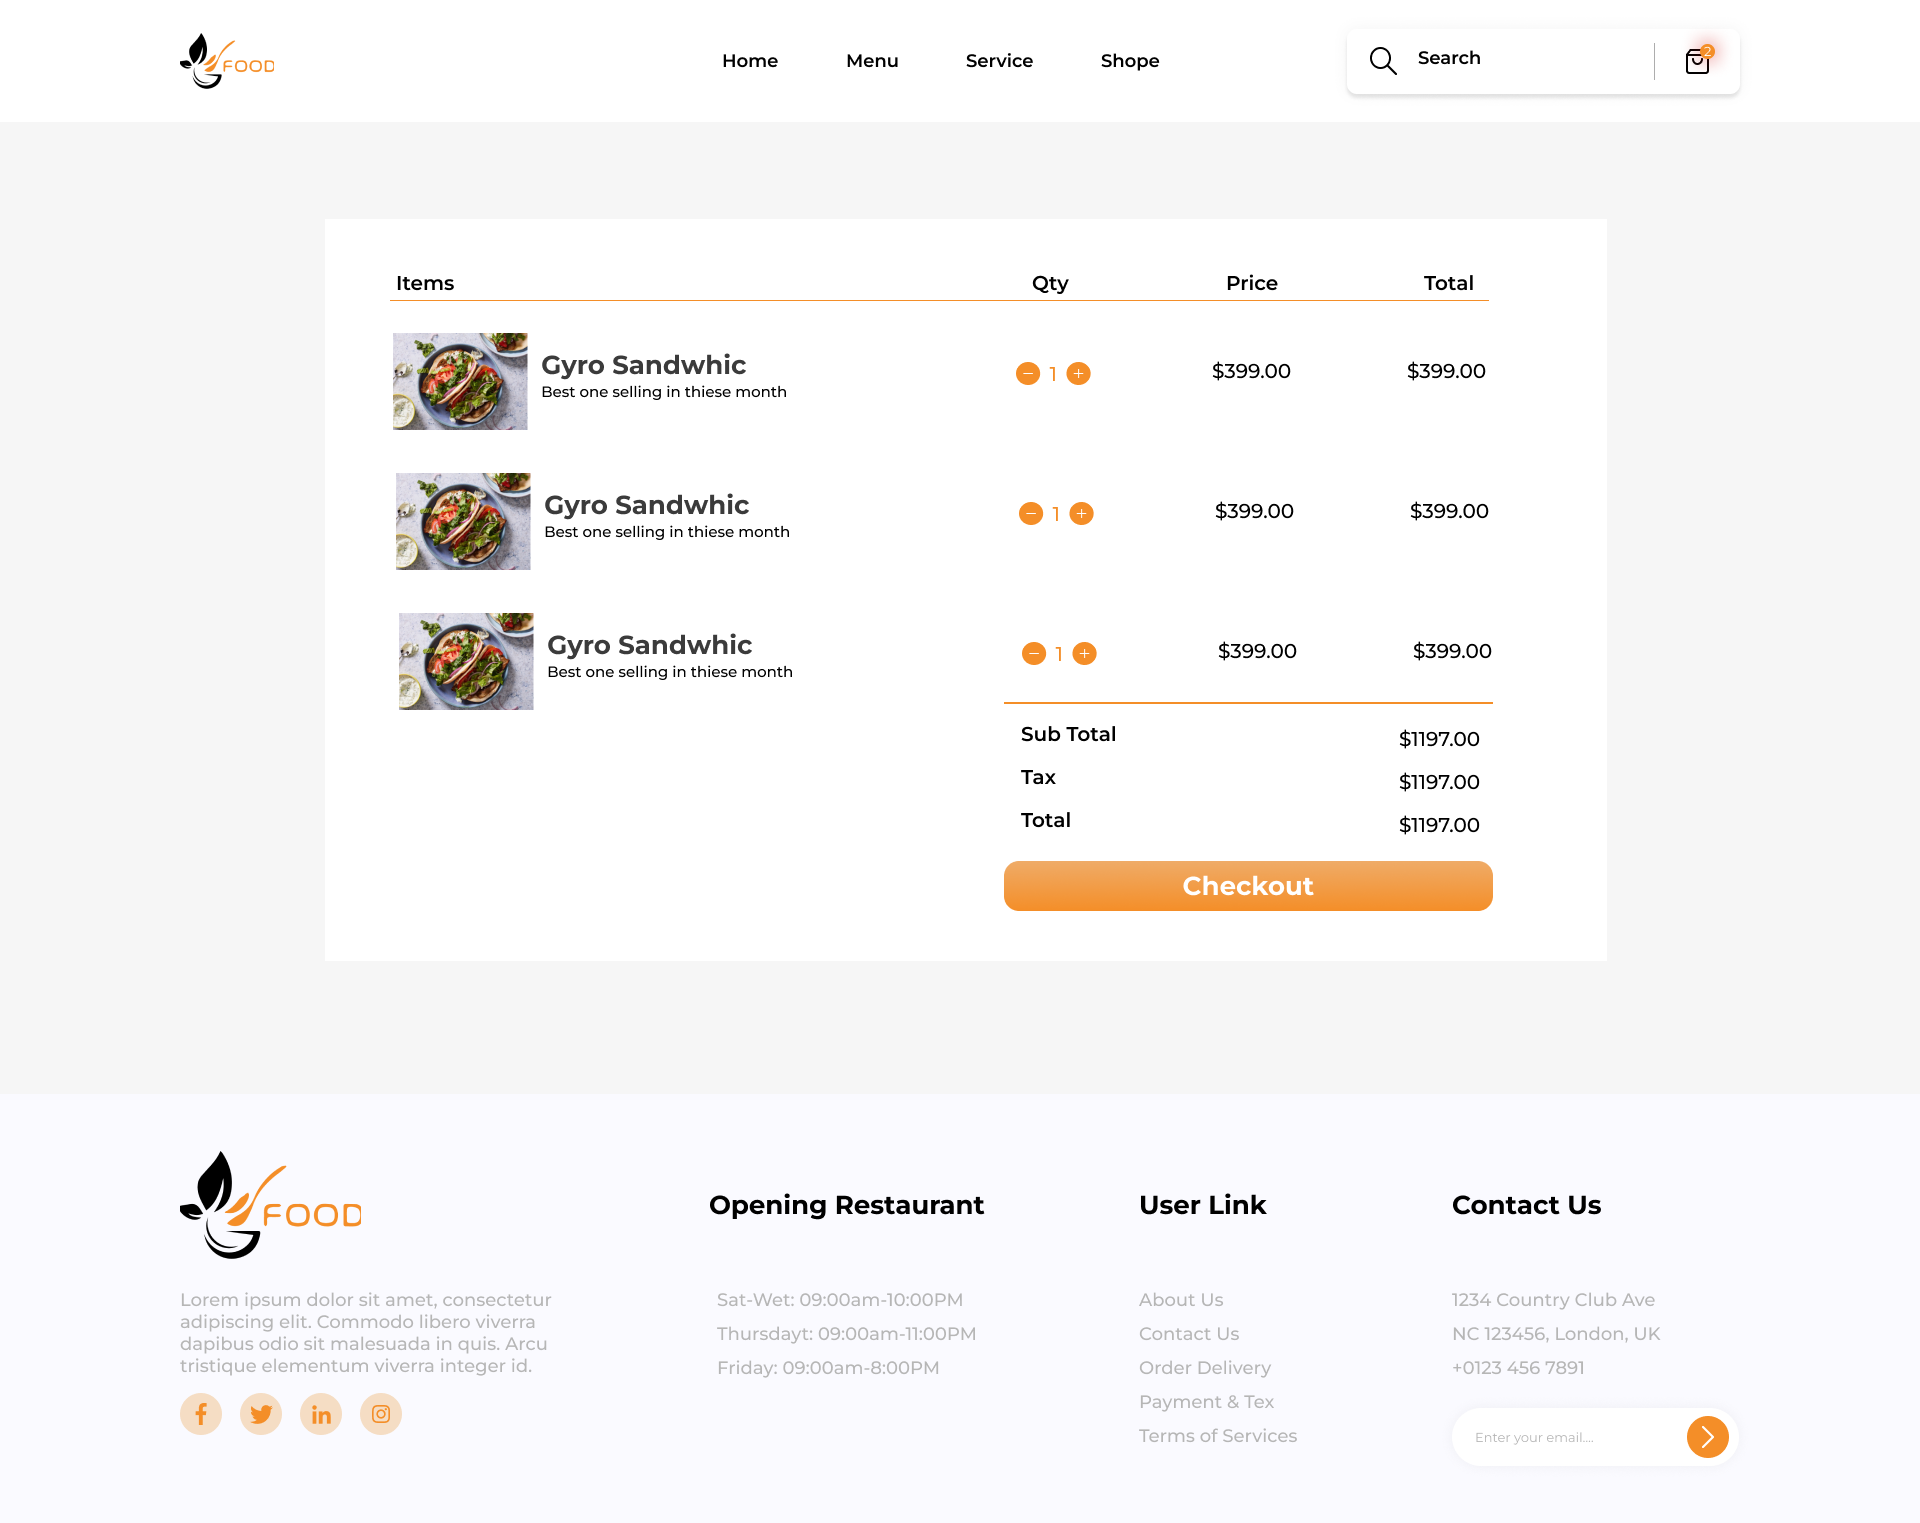 FOOD
Home Menu Service Shope
Search
2
Items Qty Price Total
Gyro Sandwhic
Best one selling in thiese month
1 $399.00 $399.00
Gyro Sandwhic
Best one selling in thiese month
1 $399.00 $399.00
Gyro Sandwhic
Best one selling in thiese month
1 $399.00 $399.00
Sub Total $1197.00
Tax $1197.00
Total $1197.00
Checkout
FOOD
Lorem ipsum dolor sit amet, consectetur
adipiscing elit. Commodo libero viverra
dapibus odio sit malesuada in quis. Arcu
tristique elementum viverra integer id.
Opening Restaurant
Sat-Wet: 09:00am-10:00PM
Thursdayt: 09:00am-11:00PM
Friday: 09:00am-8:00PM
User Link
About Us
Contact Us
Order Delivery
Payment & Tex
Terms of Services
Contact Us
1234 Country Club Ave
NC 123456, London, UK
+0123 456 7891
Enter your email....